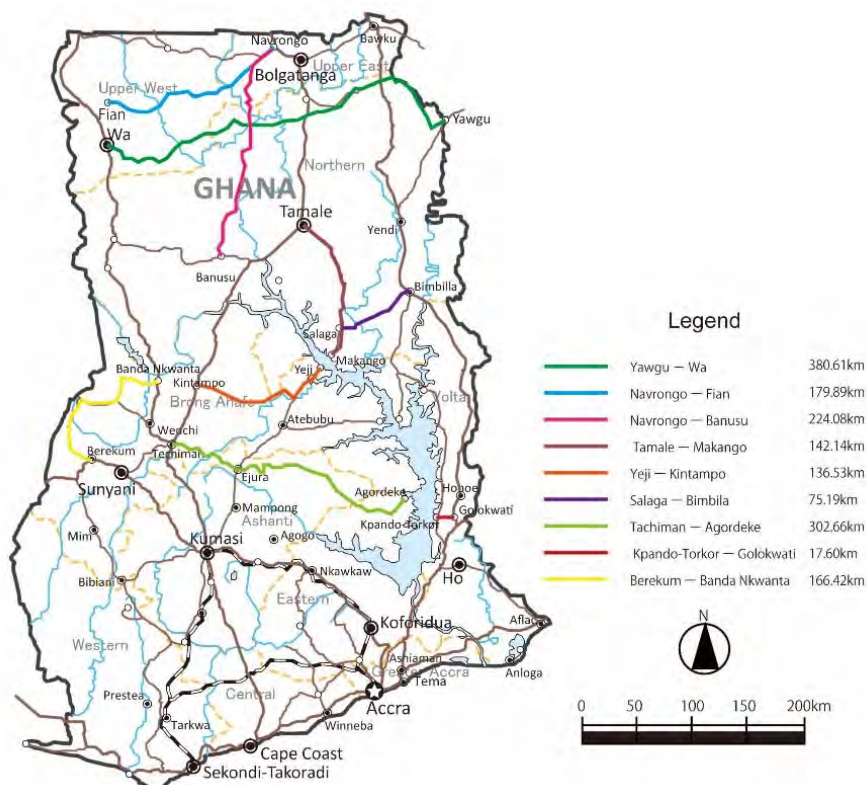 Navrongo
Bawku
Bolgatanga
Upper East
Upper West
Fian
Wa
Yawgu
Northern
GHANA
Tamale
Yendi
Banusu
Bimbilla
Salaga
Makango
Banda Nkwanta
Yeji
Kintampo
Brong Ahafo
Volta
Atebubu
Wenchi
Techiman
Berekum
Sunyani
Ejura
Agordeke
Hohoe
Mampong
Kpando-Torkor
Golokwati
Ashanti
Mim
Agogo
Kumasi
Bibiani
Nkawkaw
Ho
Eastern
Koforidua
Western
Afla
Ashiaman
Greater Accra
Anloga
Tema
Central
Prestea
Accra
Winneba
Tarkwa
Cape Coast
Sekondi-Takoradi
Legend
Yawgu — Wa 380.61km
Navrongo — Fian 179.89km
Navrongo — Banusu 224.08km
Tamale — Makango 142.14km
Yeji — Kintampo 136.53km
Salaga — Bimbila 75.19km
Tachiman — Agordeke 302.66km
Kpando-Torkor — Golokwati 17.60km
Berekum — Banda Nkwanta 166.42km
N
0 50 100 150 200km